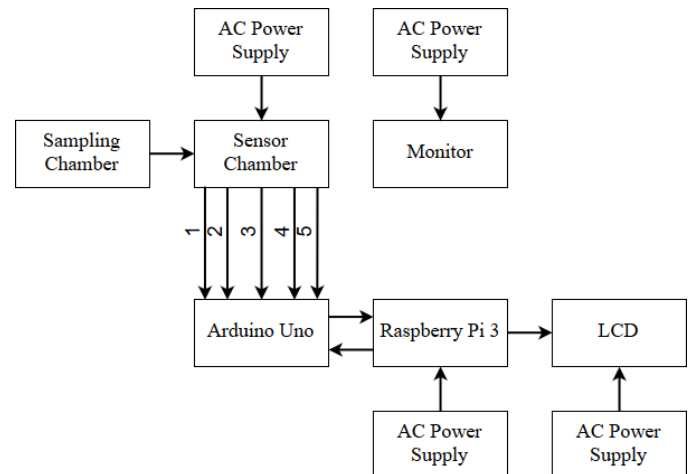 AC Power
Supply
AC Power
Supply
Sampling
Chamber
Sensor
Chamber
Monitor
1
2
3
4
5
Arduino Uno
Raspberry Pi 3
LCD
AC Power
Supply
AC Power
Supply